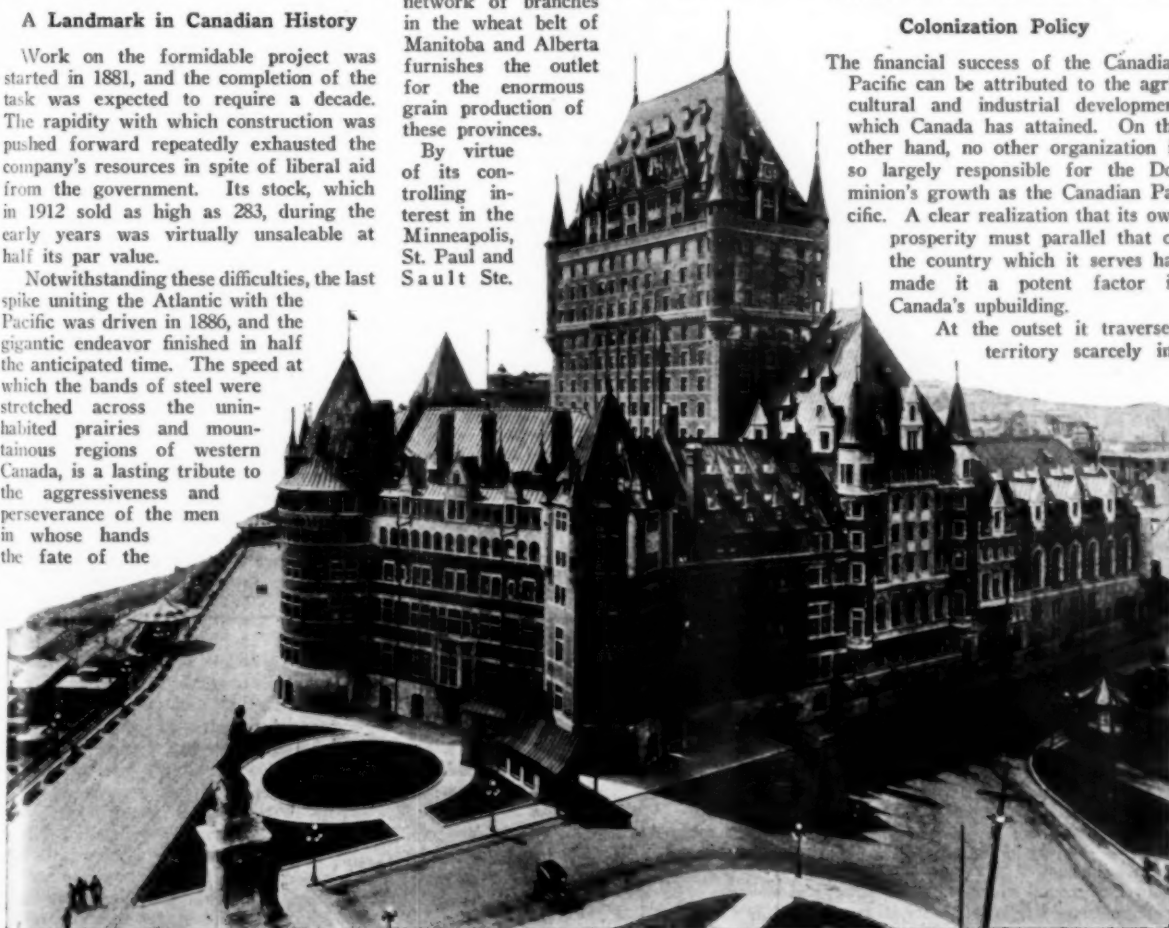 A Landmark in Canadian History
Work on the formidable project was
started in 1881, and the completion of the
task was expected to require a decade.
The rapidity with which construction was
pushed forward repeatedly exhausted the
company's resources in spite of liberal aid
from the government. Its stock, which
in 1912 sold as high as 283, during the
early years was virtually unsaleable at
half its par value.
Notwithstanding these difficulties, the last
spike uniting the Atlantic with the
Pacific was driven in 1886, and the
gigantic endeavor finished in half
the anticipated time. The speed at
which the bands of steel were
stretched across the unin-
habited prairies and moun-
tainous regions of western
Canada, is a lasting tribute to
the aggressiveness and
perseverance of the men
in whose hands
the fate of the
network of branches
in the wheat belt of
Manitoba and Alberta
furnishes the outlet
for the enormous
grain production of
these provinces.
By virtue
of its con-
trolling in-
terest in the
Minneapolis,
St. Paul and
Sault Ste.
Colonization Policy
The financial success of the Canadia
Pacific can be attributed to the agri
cultural and industrial developmen
which Canada has attained. On th
other hand, no other organization i
so largely responsible for the Do
minion's growth as the Canadian Pa
cific. A clear realization that its ow
prosperity must parallel that o
the country which it serves ha
made it a potent factor i
Canada's upbuilding.
At the outset it traverse
territory scarcely in